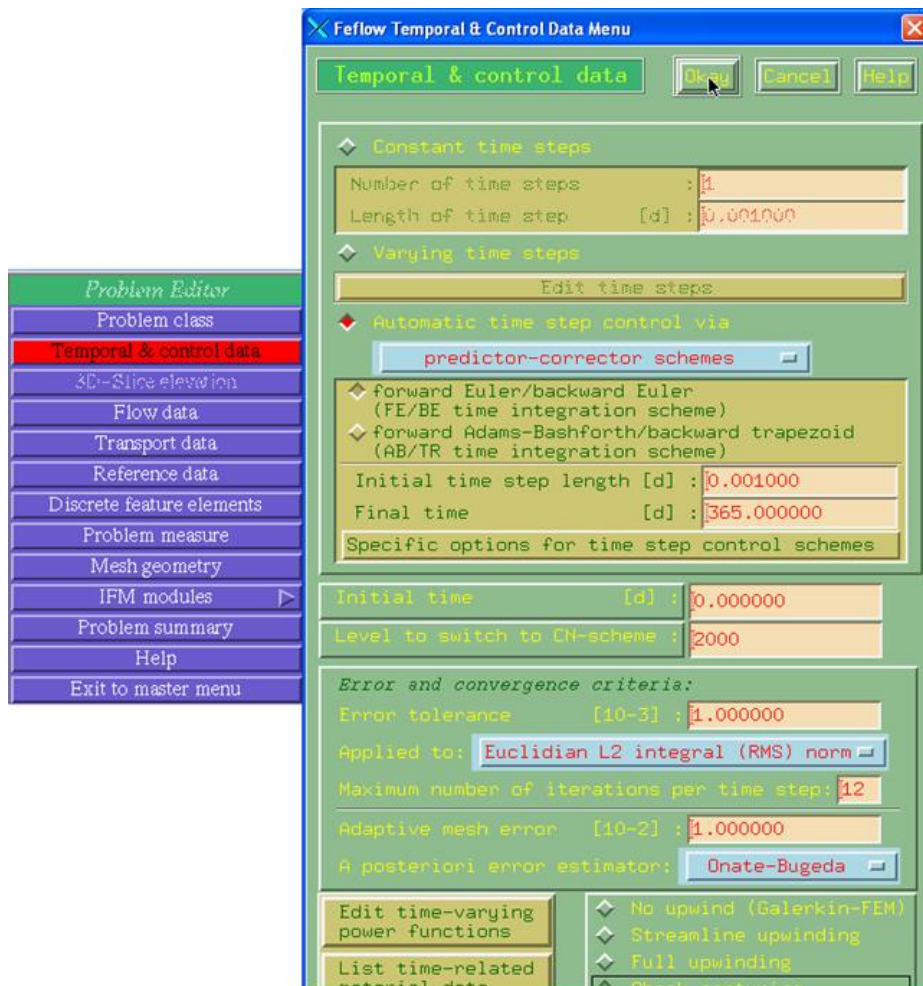 Feflow Temporal & Control Data Menu
Temporal & control data
Okay
Cancel
Help
Constant time steps
Number of time steps : 1
Length of time step [d] : 0.001000
Varying time steps
Edit time steps
Automatic time step control via
predictor-corrector schemes
forward Euler/backward Euler
(FE/BE time integration scheme)
forward Adams-Bashforth/backward trapezoid
(AB/TR time integration scheme)
Initial time step length [d] : 0.001000
Final time [d] : 365.000000
Specific options for time step control schemes
Initial time [d] : 0.000000
Level to switch to CN-scheme : 2000
Error and convergence criteria:
Error tolerance [10-3] : 1.000000
Applied to: Euclidian L2 integral (RMS) norm
Maximum number of iterations per time step: 12
Adaptive mesh error [10-2] : 1.000000
A posteriori error estimator: Onate-Bugeda
Edit time-varying
power functions
List time-related
No upwind (Galerkin-FEM)
Streamline upwinding
Full upwinding
Problem Editor
Problem class
Temporal & control data
3D-Slice elevation
Flow data
Transport data
Reference data
Discrete feature elements
Problem measure
Mesh geometry
IFM modules
Problem summary
Help
Exit to master menu